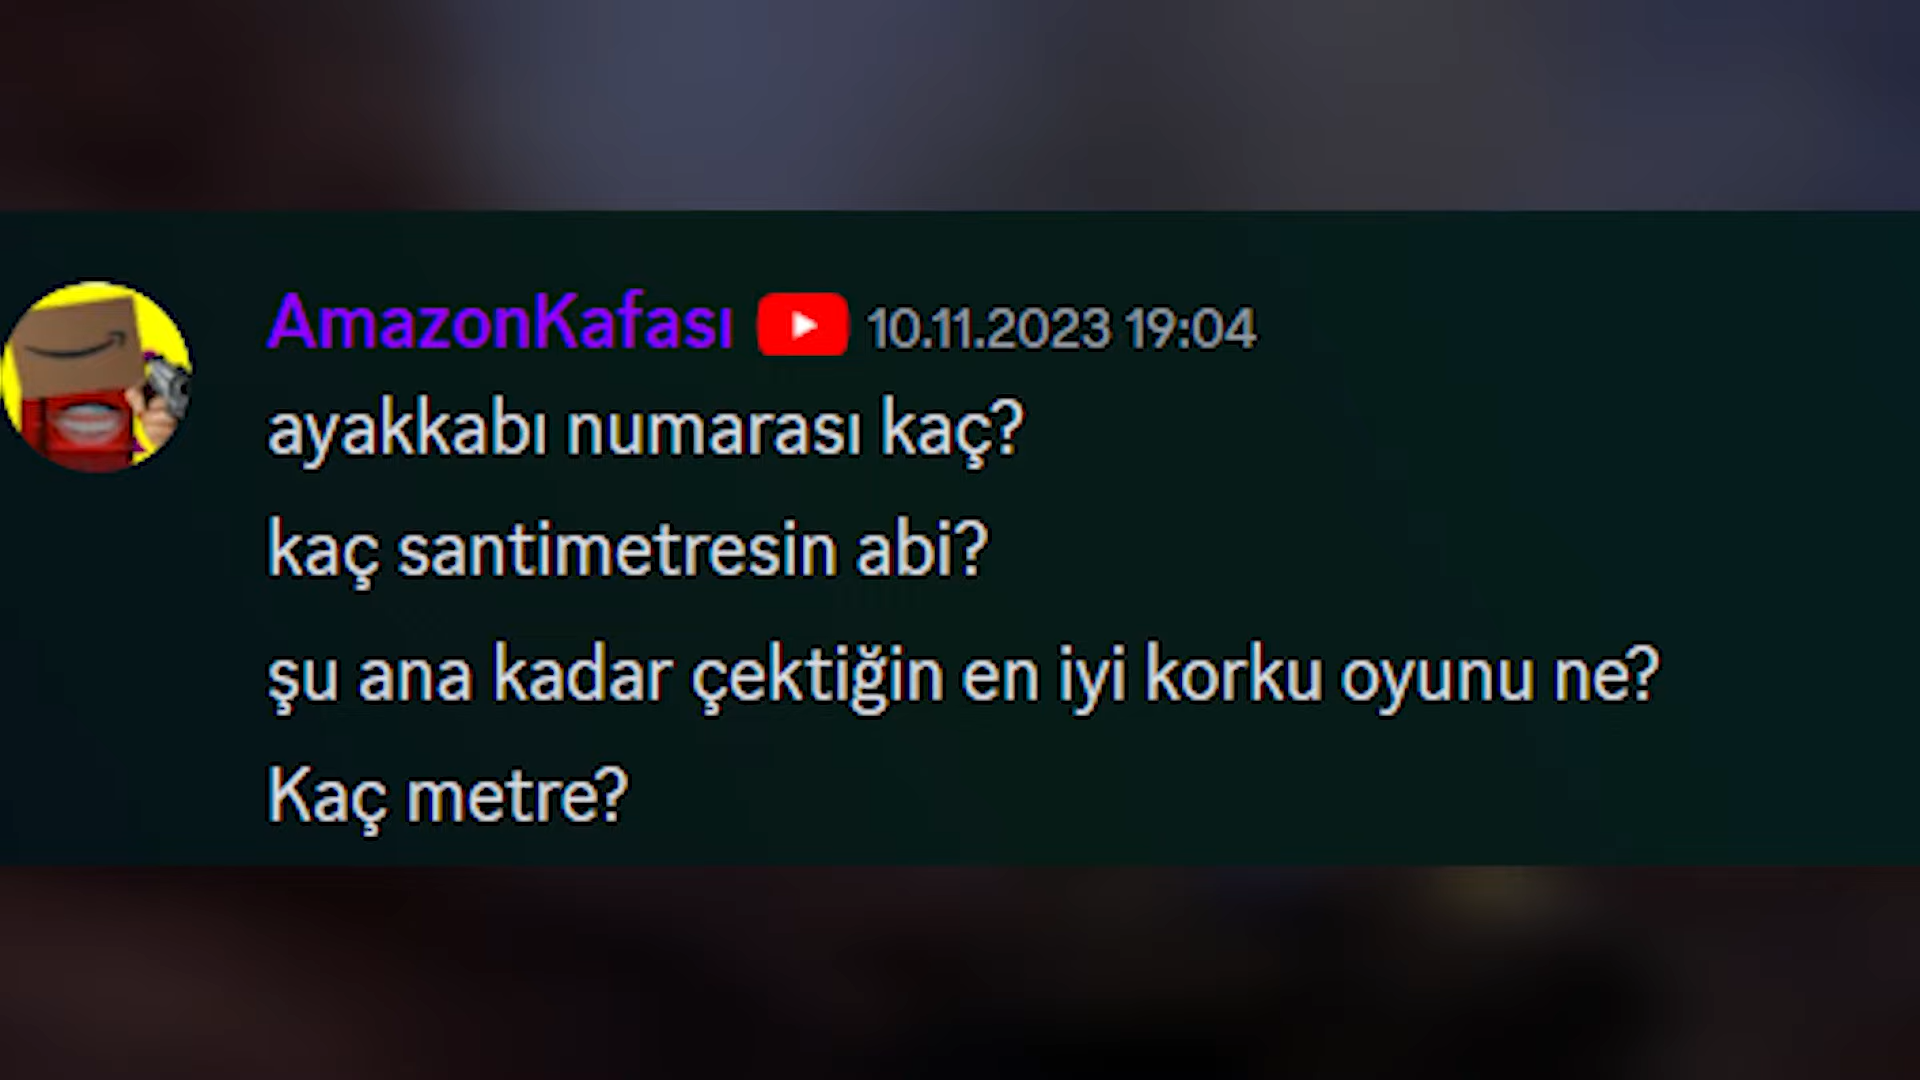 AmazonKafası 10.11.2023 19:04
ayakkabı numarası kaç?
kaç santimetresin abi?
şu ana kadar çektiğin en iyi korku oyunu ne?
Kaç metre?